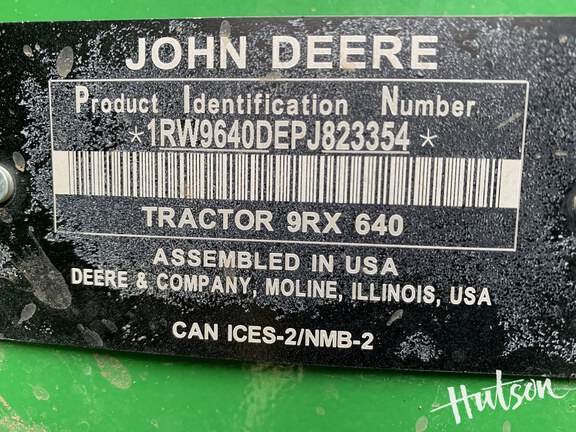 JOHN DEERE
Product Identification Number
*1RW9640DEPJ823354*
TRACTOR 9RX 640
ASSEMBLED IN USA
DEERE & COMPANY, MOLINE, ILLINOIS, USA
CAN ICES-2/NMB-2
Hutson